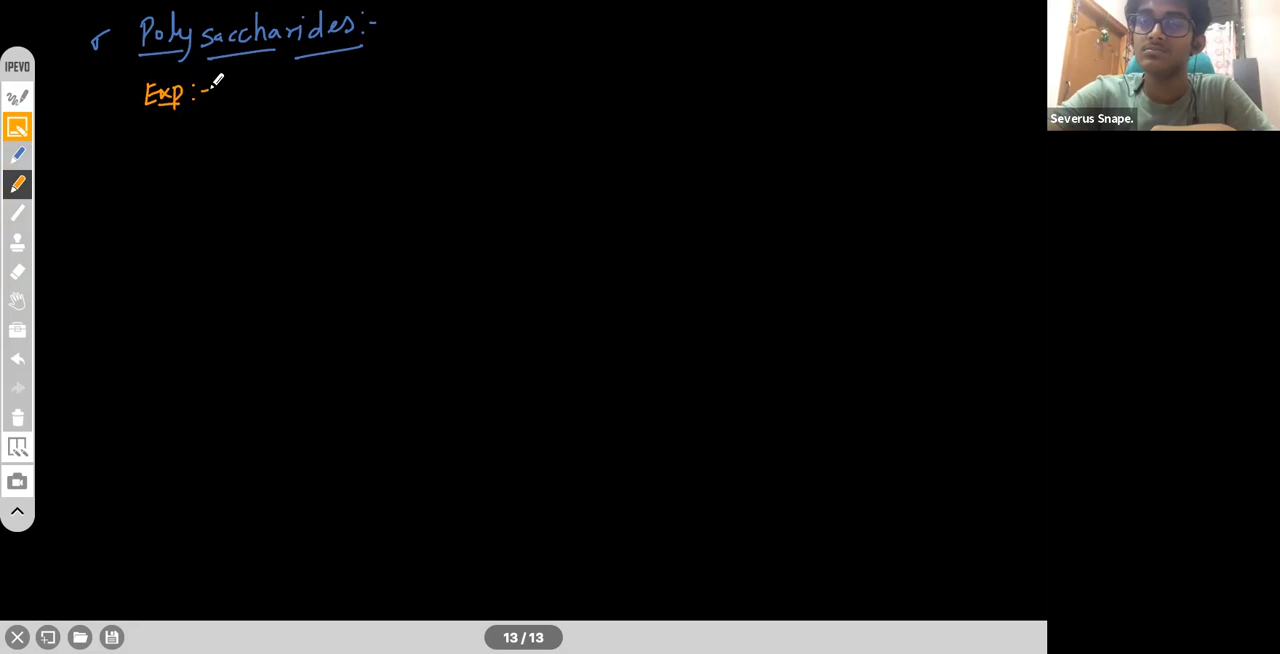 Polysaccharides:-
Exp :-
IPEVO
Severus Snape.
13/13